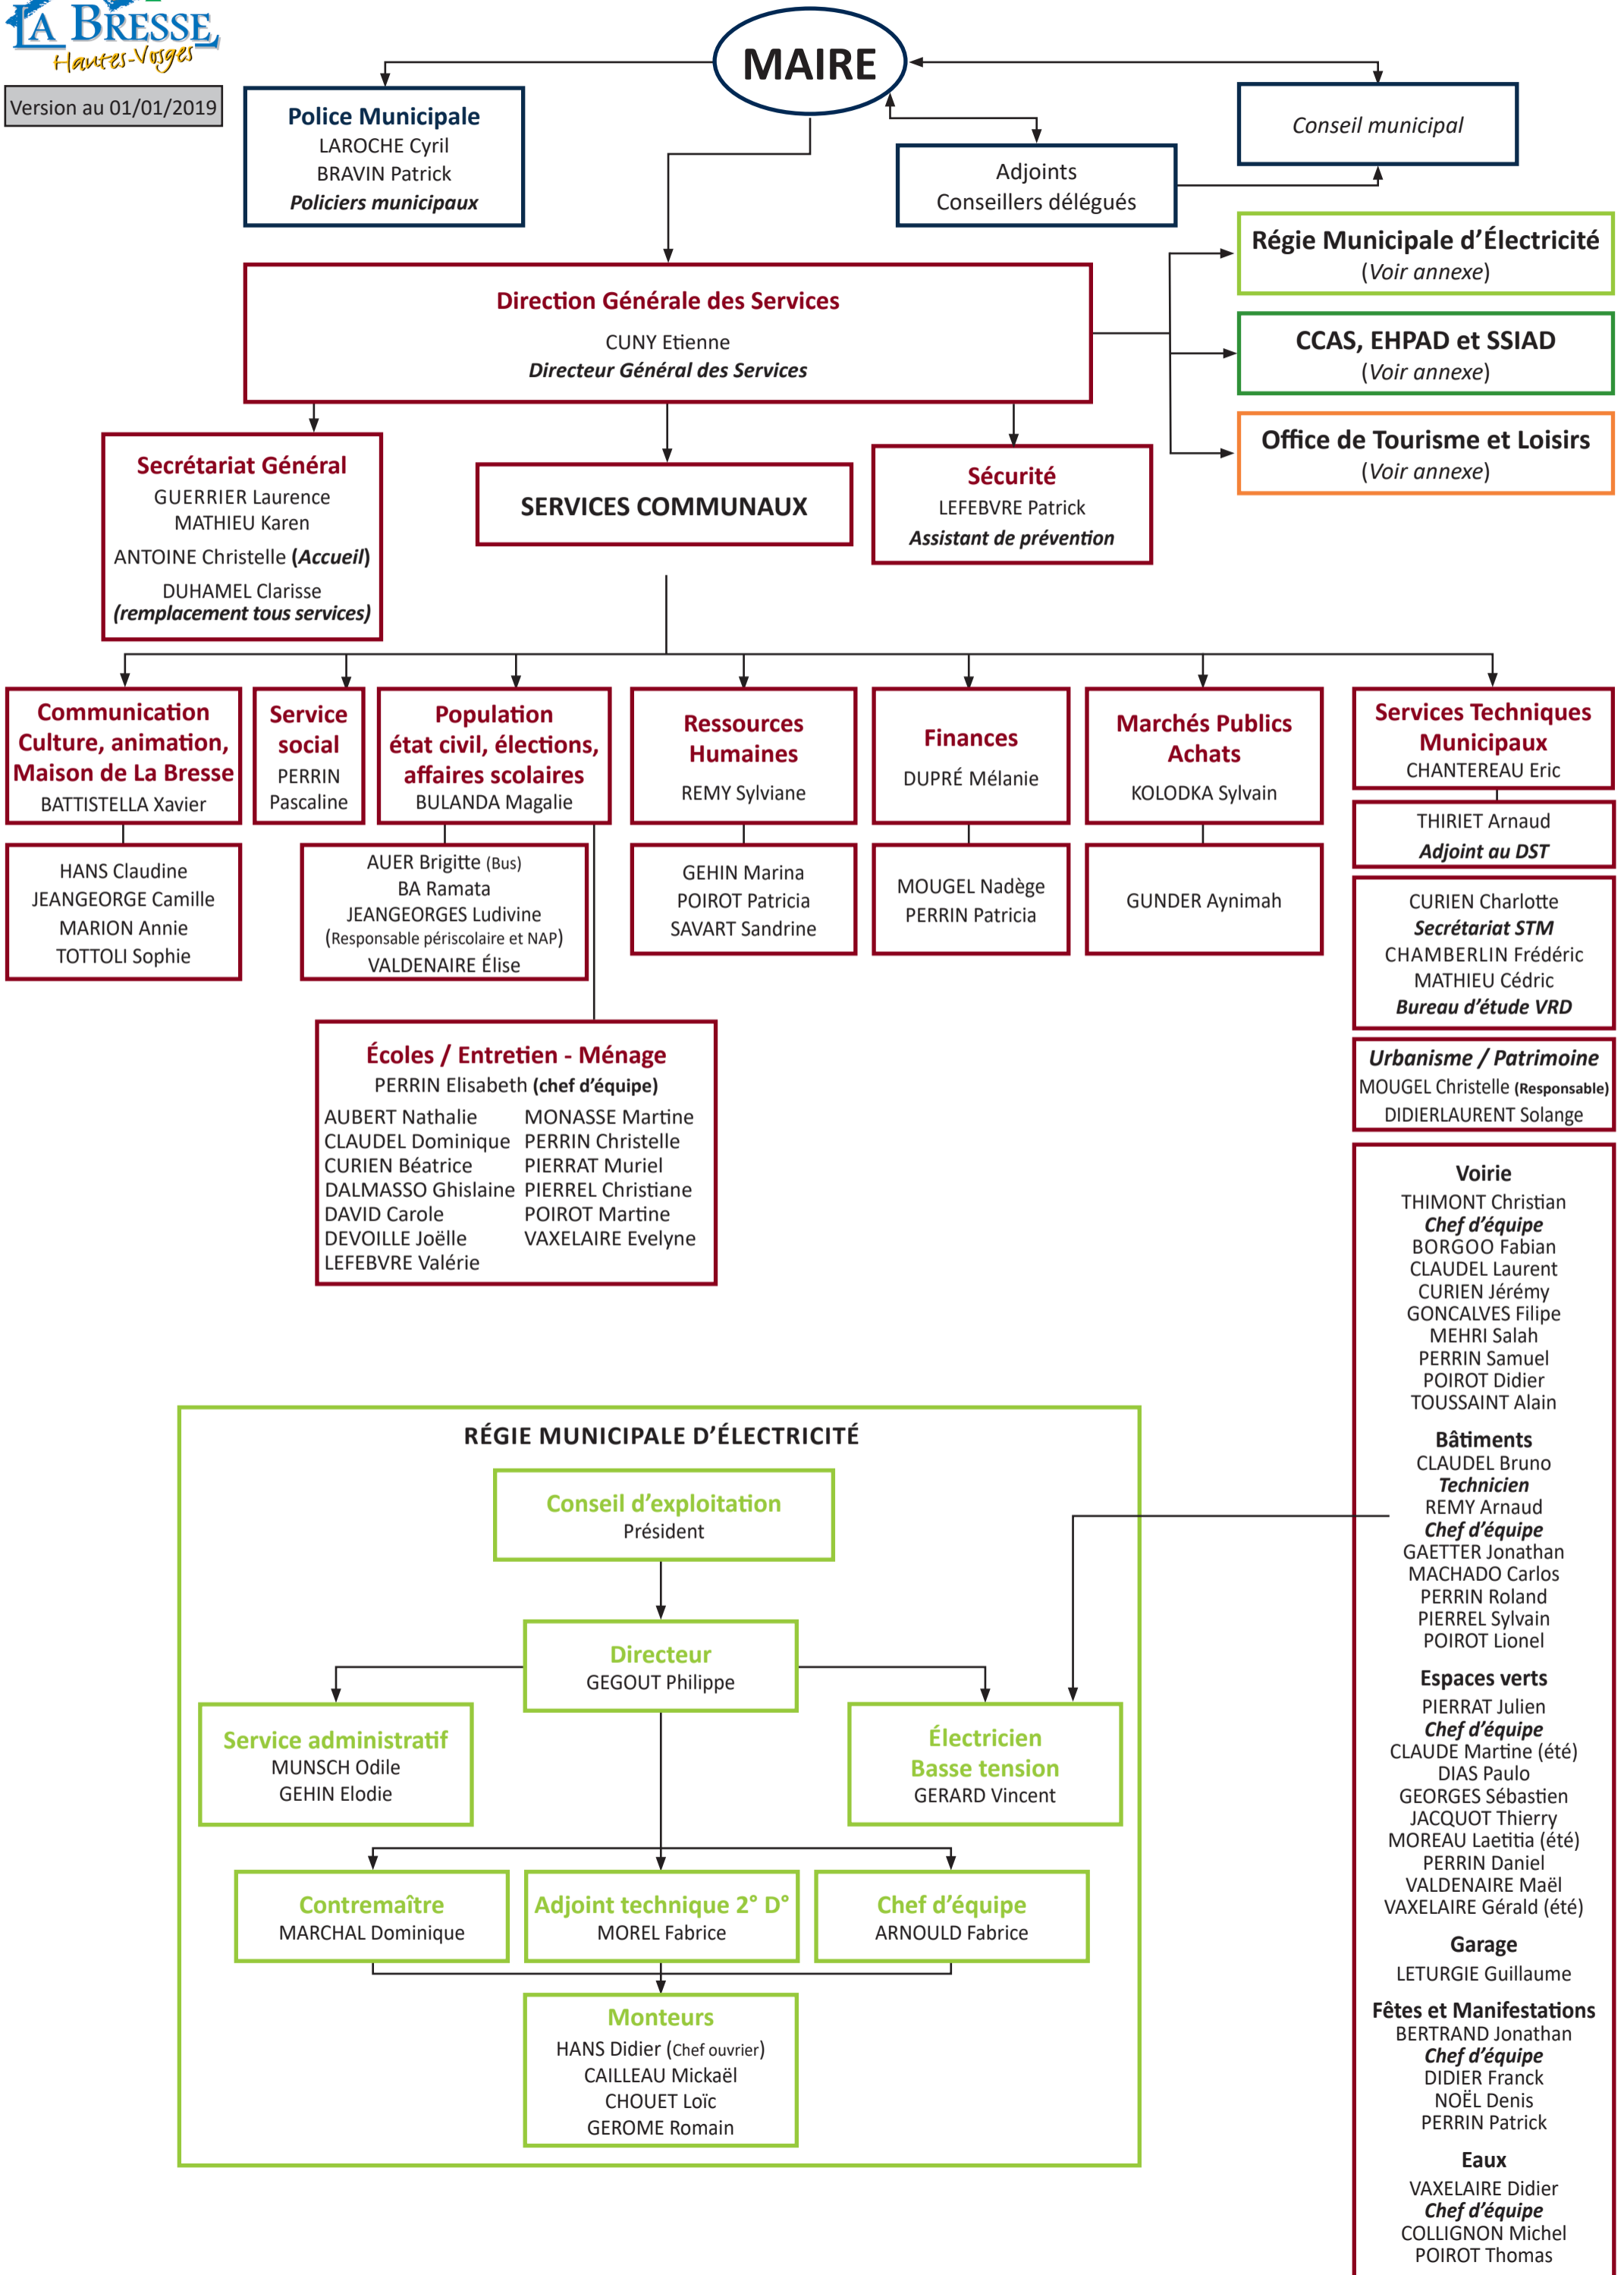 LA BRESSE
Hautes-Vosges
Version au 01/01/2019
MAIRE
Police Municipale
LAROCHE Cyril
BRAVIN Patrick
Policiers municipaux
Adjoints
Conseillers délégués
Conseil municipal
Direction Générale des Services
CUNY Etienne
Directeur Général des Services
Régie Municipale d’Électricité
(Voir annexe)
CCAS, EHPAD et SSIAD
(Voir annexe)
Office de Tourisme et Loisirs
(Voir annexe)
Secrétariat Général
GUERRIER Laurence
MATHIEU Karen
ANTOINE Christelle (Accueil)
DUHAMEL Clarisse
(remplacement tous services)
SERVICES COMMUNAUX
Sécurité
LEFEBVRE Patrick
Assistant de prévention
Communication
Culture, animation,
Maison de La Bresse
BATTISTELLA Xavier
HANS Claudine
JEANGEORGE Camille
MARION Annie
TOTTOLI Sophie
Service
social
PERRIN
Pascaline
Population
état civil, élections,
affaires scolaires
BULANDA Magalie
AUER Brigitte (Bus)
BA Ramata
JEANGEORGES Ludivine
(Responsable périscolaire et NAP)
VALDENAIRE Élise
Écoles / Entretien - Ménage
PERRIN Elisabeth (chef d’équipe)
AUBERT Nathalie
CLAUDEL Dominique
CURIEN Béatrice
DALMASSO Ghislaine
DAVID Carole
DEVOILLE Joëlle
LEFEBVRE Valérie
MONASSE Martine
PERRIN Christelle
PIERRAT Muriel
PIERREL Christiane
POIROT Martine
VAXELAIRE Evelyne
Ressources
Humaines
REMY Sylviane
GEHIN Marina
POIROT Patricia
SAVART Sandrine
Finances
DUPRÉ Mélanie
MOUGEL Nadège
PERRIN Patricia
Marchés Publics
Achats
KOLODKA Sylvain
GUNDER Aynimah
Services Techniques
Municipaux
CHANTEREAU Eric
THIRIET Arnaud
Adjoint au DST
CURIEN Charlotte
Secrétariat STM
CHAMBERLIN Frédéric
MATHIEU Cédric
Bureau d’étude VRD
Urbanisme / Patrimoine
MOUGEL Christelle (Responsable)
DIDIERLAURENT Solange
Voirie
THIMONT Christian
Chef d’équipe
BORGOO Fabian
CLAUDEL Laurent
CURIEN Jérémy
GONCALVES Filipe
MEHRI Salah
PERRIN Samuel
POIROT Didier
TOUSSAINT Alain
Bâtiments
CLAUDEL Bruno
Technicien
REMY Arnaud
Chef d’équipe
GAETTER Jonathan
MACHADO Carlos
PERRIN Roland
PIERREL Sylvain
POIROT Lionel
Espaces verts
PIERRAT Julien
Chef d’équipe
CLAUDE Martine (été)
DIAS Paulo
GEORGES Sébastien
JACQUOT Thierry
MOREAU Laetitia (été)
PERRIN Daniel
VALDENAIRE Maël
VAXELAIRE Gérald (été)
Garage
LETURGIE Guillaume
Fêtes et Manifestations
BERTRAND Jonathan
Chef d’équipe
DIDIER Franck
NOËL Denis
PERRIN Patrick
Eaux
VAXELAIRE Didier
Chef d’équipe
COLLIGNON Michel
POIROT Thomas
RÉGIE MUNICIPALE D’ÉLECTRICITÉ
Conseil d’exploitation
Président
Directeur
GEGOUT Philippe
Service administratif
MUNSCH Odile
GEHIN Elodie
Électricien
Basse tension
GERARD Vincent
Contremaître
MARCHAL Dominique
Adjoint technique 2° D°
MOREL Fabrice
Chef d’équipe
ARNOULD Fabrice
Monteurs
HANS Didier (Chef ouvrier)
CAILLEAU Mickaël
CHOUET Loïc
GEROME Romain